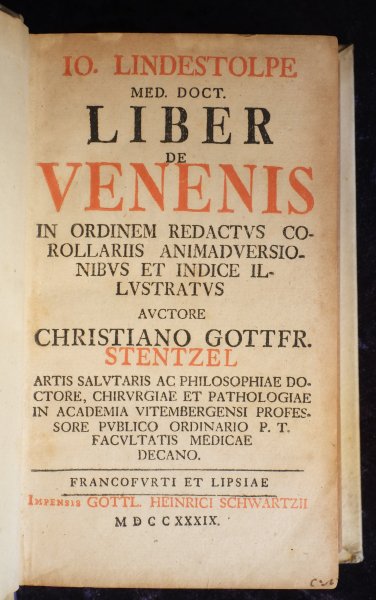 IO. LINDESTOLPE
MED. DOCT.
LIBER
DE
VENENIS
IN ORDINEM REDACTVS CO-
ROLLARIIS ANIMADVERSIO-
NIBVS ET INDICE IL-
LVSTRATVS
AVCTORE
CHRISTIANO GOTTFR.
STENTZEL
ARTIS SALVTARIS AC PHILOSOPHIAE DO-
CTORE, CHIRVRGIAE ET PATHOLOGIAE
IN ACADEMIA VITEMBERGENSI PROFES-
SORE PVBLICO ORDINARIO P. T.
FACVLTATIS MEDICAE
DECANO.
FRANCOFVRTI ET LIPSIAE
IMPENSIS GOTTL. HEINRICI SCHWARTZII
MDCCXXXIX.